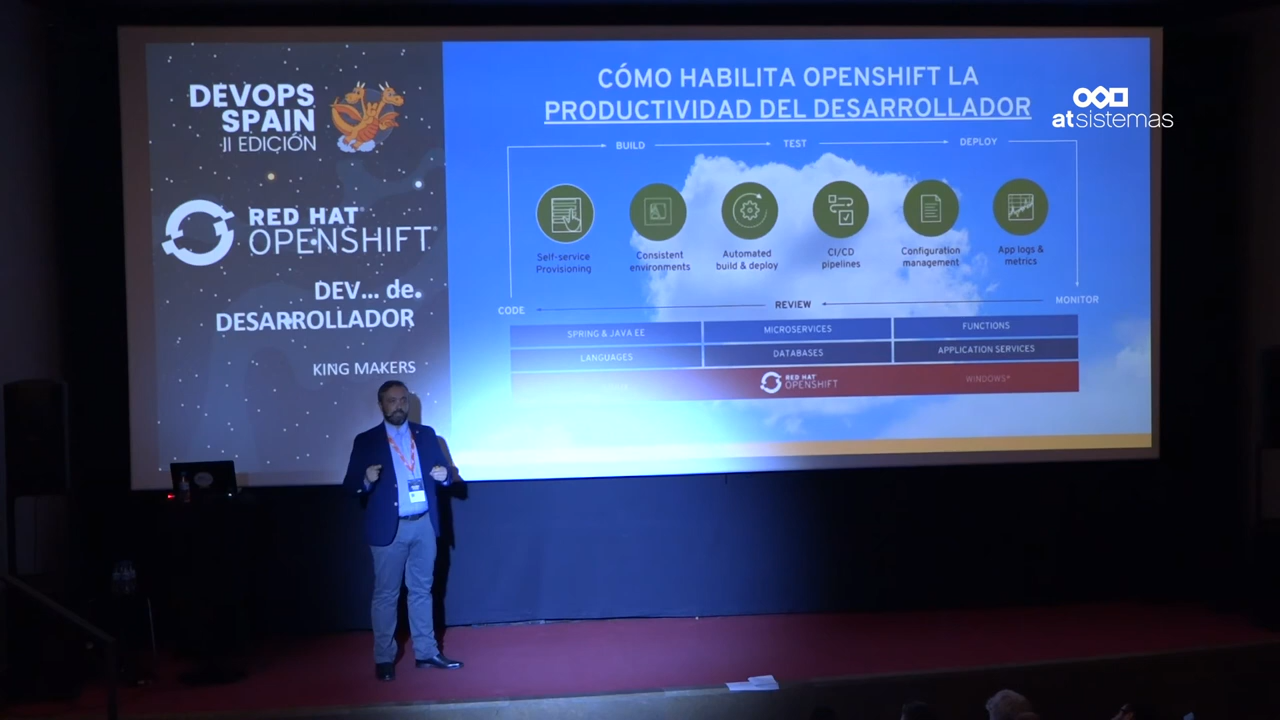 DEVOPS
SPAIN
II EDICIÓN
RED HAT®
OPENSHIFT®
DEV... de.
DESARROLLADOR
KING MAKERS
CÓMO HABILITA OPENSHIFT LA
PRODUCTIVIDAD DEL DESARROLLADOR
atsistemas
BUILD
TEST
DEPLOY
Self-service
Provisioning
Consistent
environments
Automated
build & deploy
CI/CD
pipelines
Configuration
management
App logs &
metrics
CODE
REVIEW
MONITOR
SPRING & JAVA EE
MICROSERVICES
FUNCTIONS
LANGUAGES
DATABASES
APPLICATION SERVICES
RED HAT
OPENSHIFT
WINDOWS®